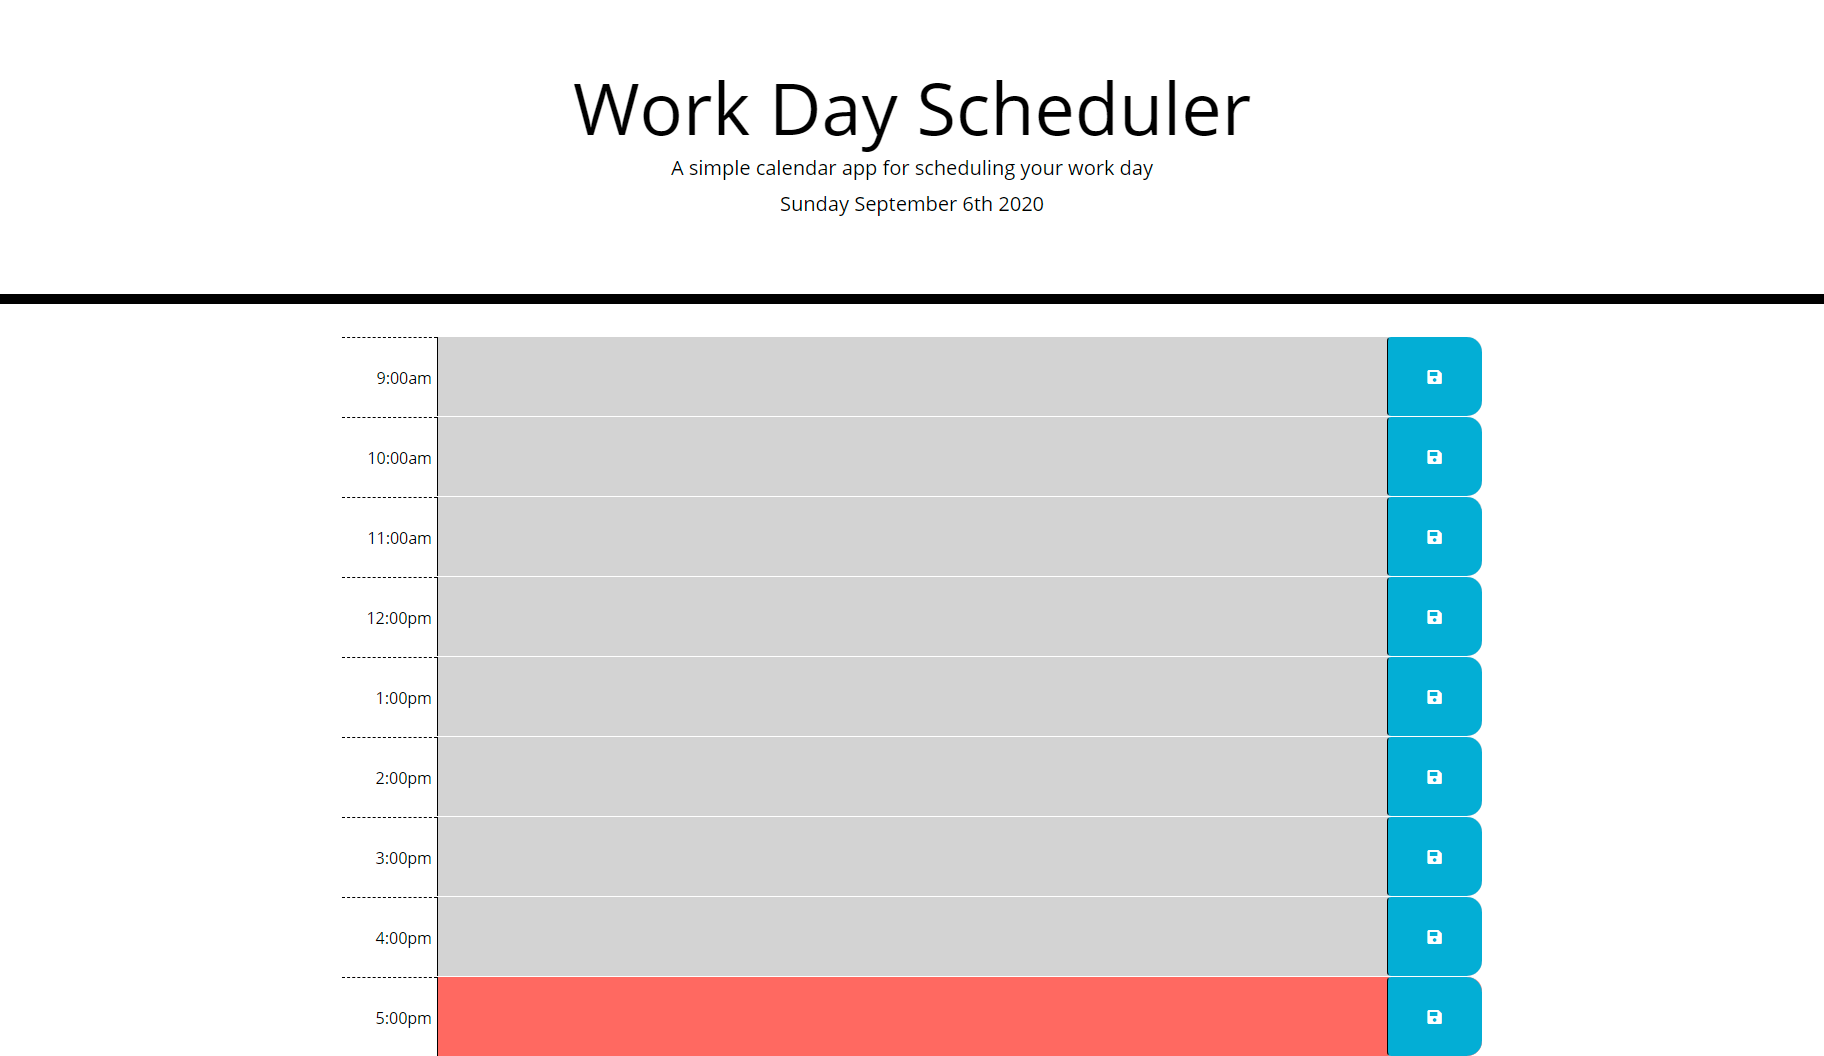 Work Day Scheduler
A simple calendar app for scheduling your work day
Sunday September 6th 2020
9:00am
10:00am
11:00am
12:00pm
1:00pm
2:00pm
3:00pm
4:00pm
5:00pm